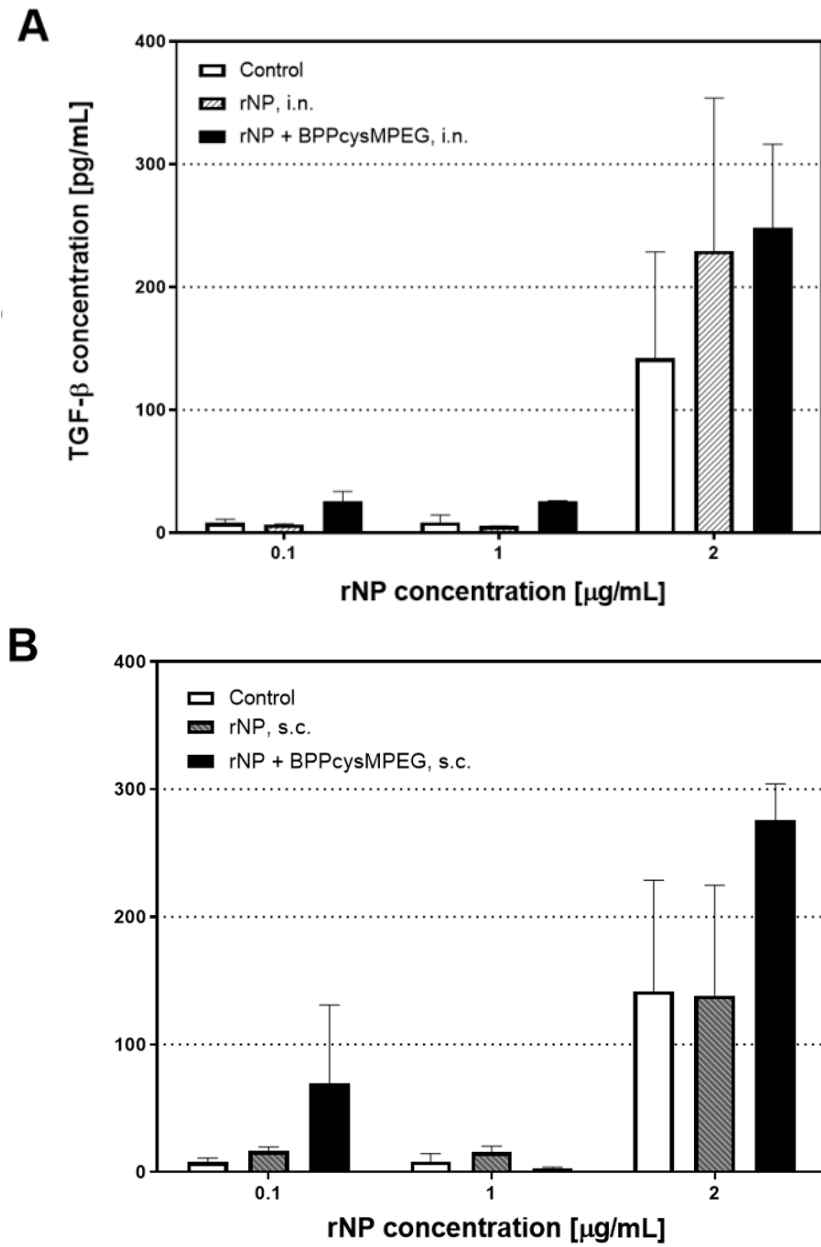 A
400
300
200
100
0
TGF-β concentration [pg/mL]
Control
rNP, i.n.
rNP + BPPcysMPEG, i.n.
0.1
1
2
rNP concentration [μg/mL]
B
400
300
200
100
0
Control
rNP, s.c.
rNP + BPPcysMPEG, s.c.
0.1
1
2
rNP concentration [μg/mL]